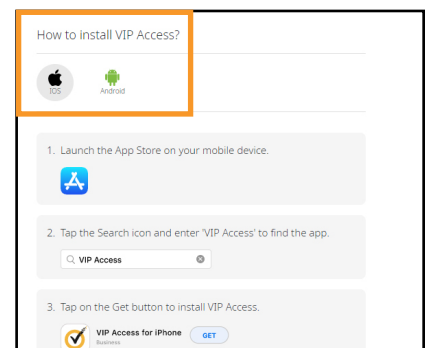 How to install VIP Access?
IOS
Android
1. Launch the App Store on your mobile device.
2. Tap the Search icon and enter 'VIP Access' to find the app.
VIP Access
3. Tap on the Get button to install VIP Access.
VIP Access for iPhone
GET
Business